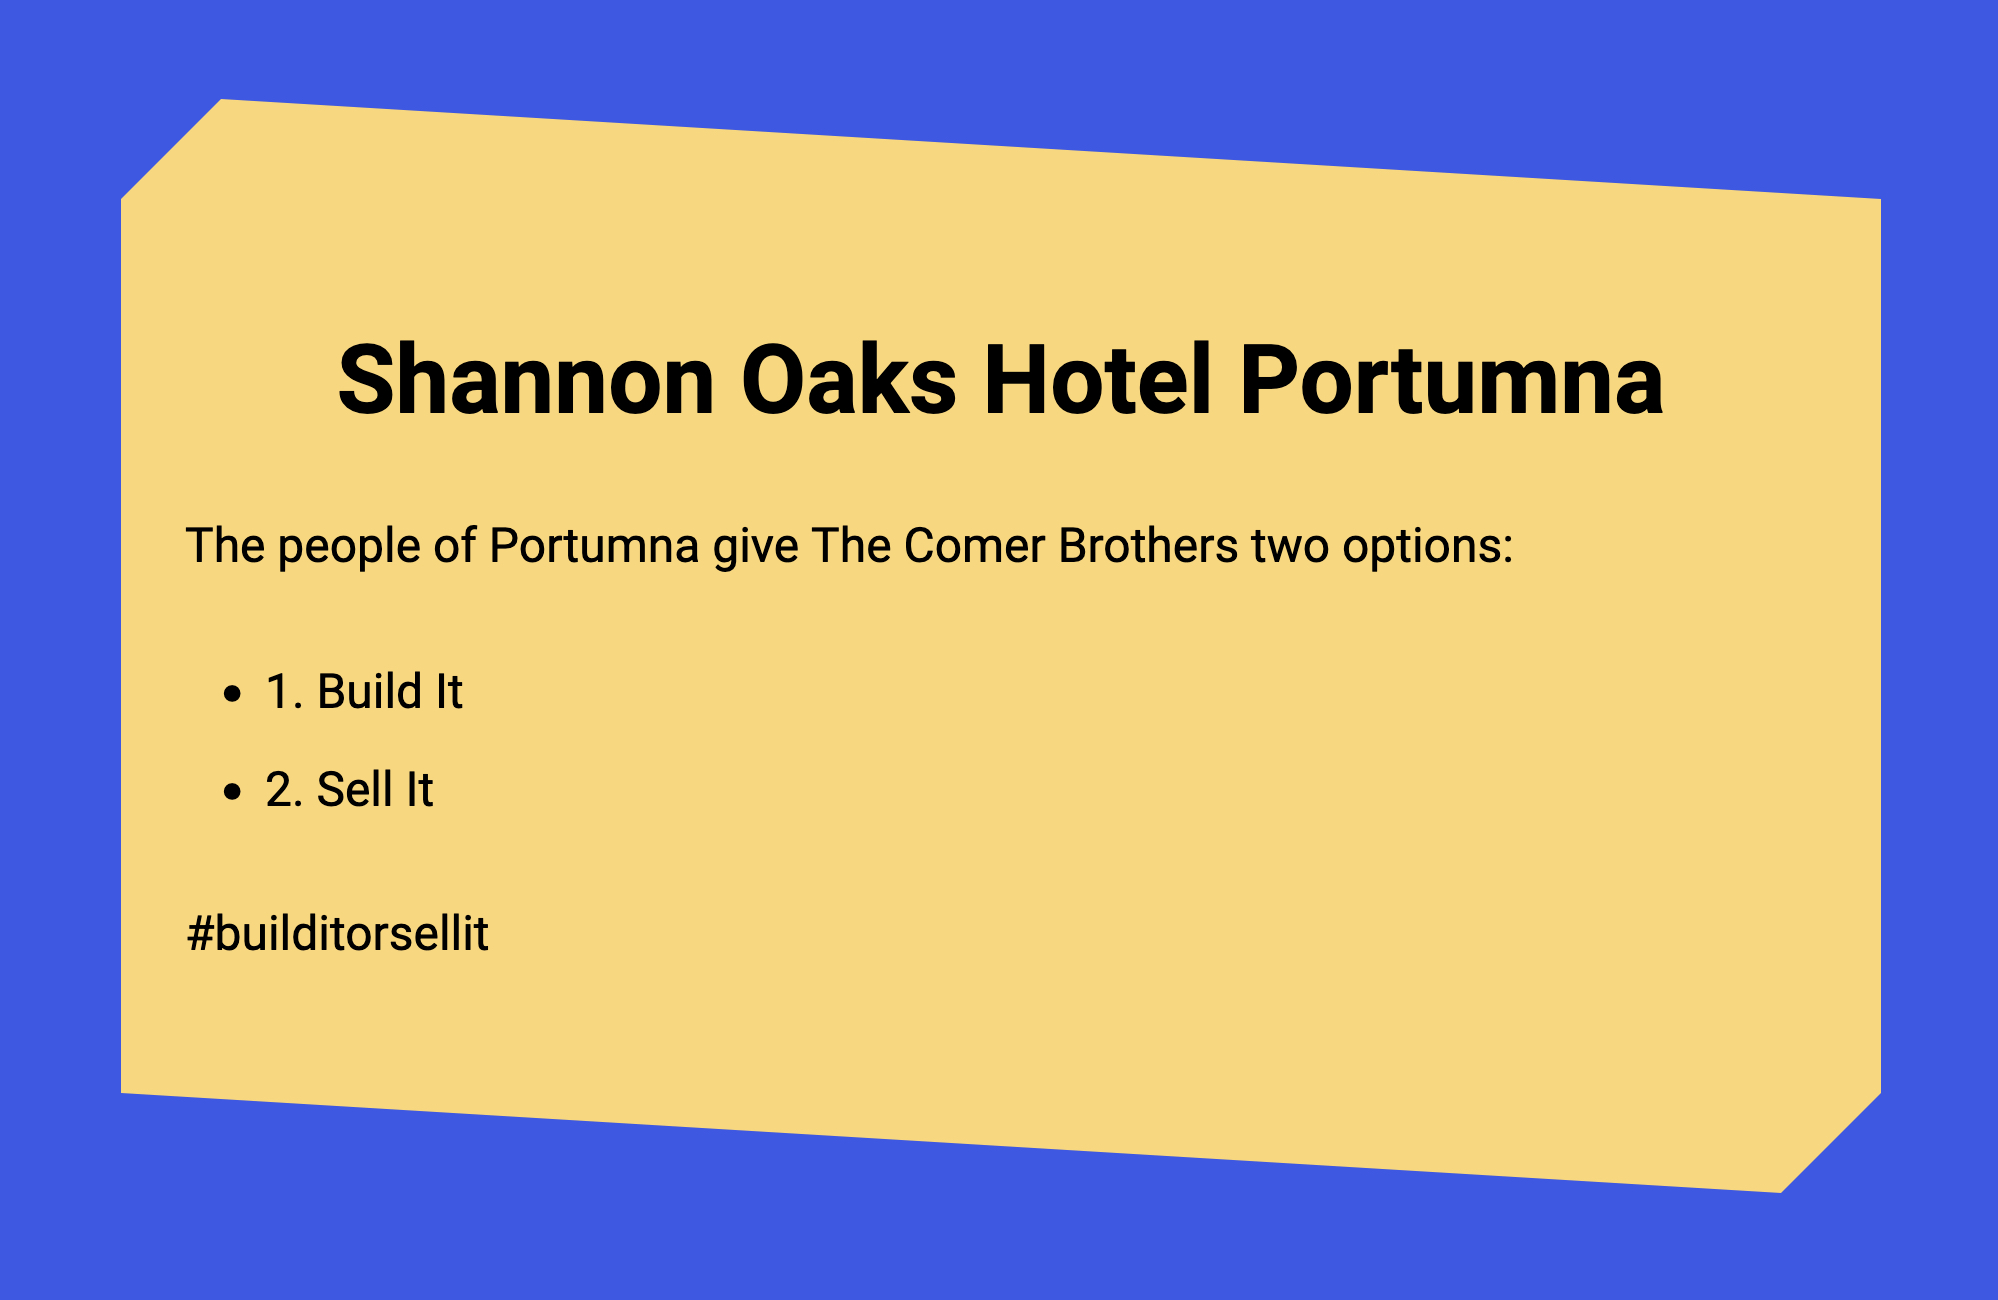 Shannon Oaks Hotel Portumna
The people of Portumna give The Comer Brothers two options:
• 1. Build It
• 2. Sell It
#builditorsellit